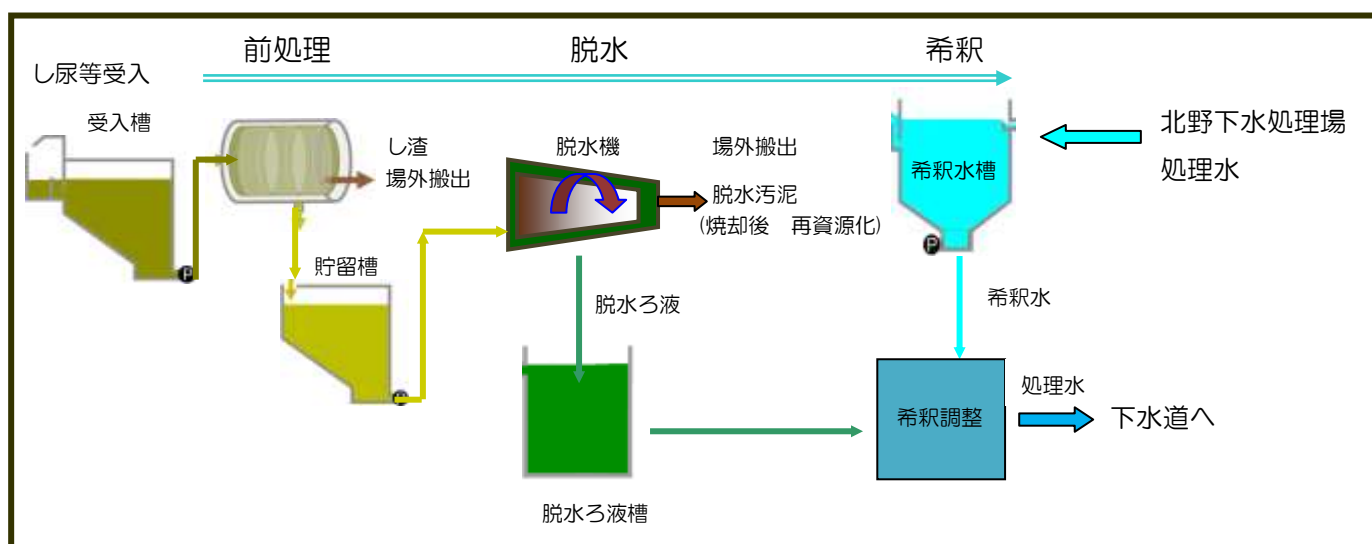 前処理
脱水
希釈
し尿等受入
受入槽
し渣
場外搬出
脱水機
場外搬出
脱水汚泥
(焼却後　再資源化)
希釈水槽
北野下水処理場
処理水
P
P
貯留槽
脱水ろ液
希釈水
希釈調整
処理水
下水道へ
脱水ろ液槽